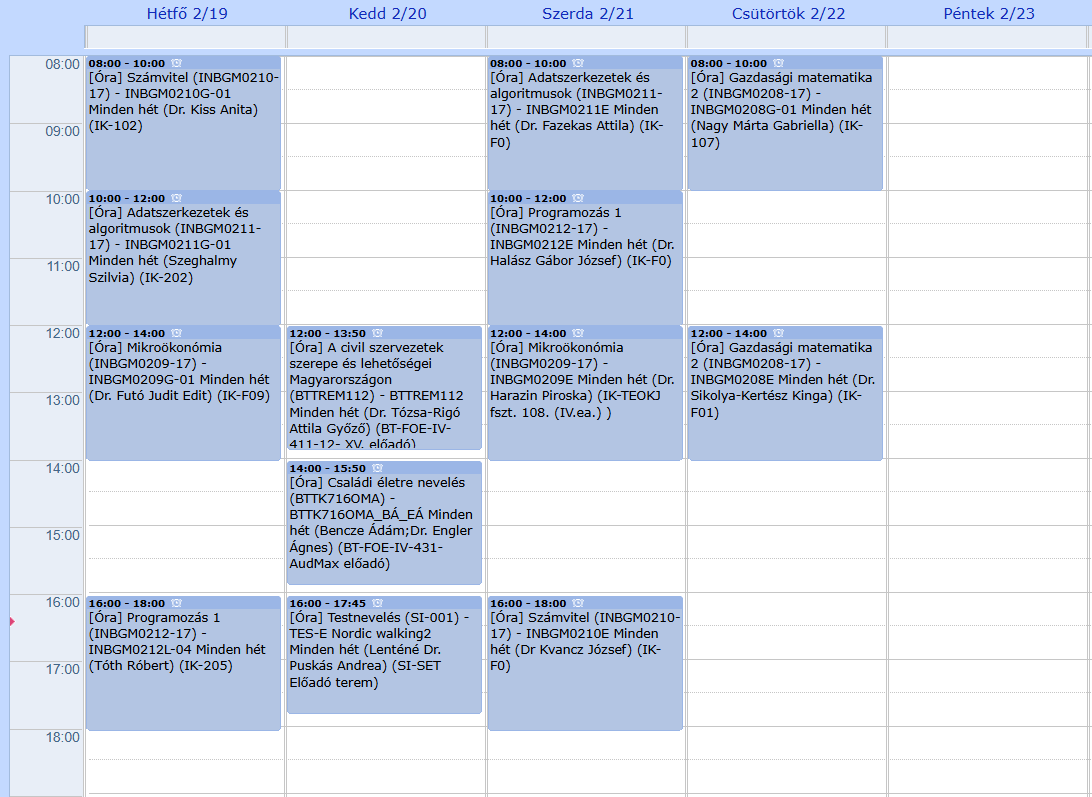 Hétfő 2/19
Kedd 2/20
Szerda 2/21
Csütörtök 2/22
Péntek 2/23
08:00
09:00
10:00
11:00
12:00
13:00
14:00
15:00
16:00
17:00
18:00
08:00 - 10:00
[Óra] Számvitel (INBGM0210-
17) - INBGM0210G-01
Minden hét (Dr. Kiss Anita)
(IK-102)
10:00 - 12:00
[Óra] Adatszerkezetek és
algoritmusok (INBGM0211-
17) - INBGM0211G-01
Minden hét (Szeghalmy
Szilvia) (IK-202)
12:00 - 14:00
[Óra] Mikroökonómia
(INBGM0209-17) -
INBGM0209G-01 Minden hét
(Dr. Futó Judit Edit) (IK-F09)
16:00 - 18:00
[Óra] Programozás 1
(INBGM0212-17) -
INBGM0212L-04 Minden hét
(Tóth Róbert) (IK-205)
12:00 - 13:50
[Óra] A civil szervezetek
szerepe és lehetőségei
Magyarországon
(BTTREM112) - BTTREM112
Minden hét (Dr. Tózsa-Rigó
Attila Győző) (BT-FOE-IV-
411-12- XV. előadó)
14:00 - 15:50
[Óra] Családi életre nevelés
(BTTK716OMA) -
BTTK716OMA_BÁ_EÁ Minden
hét (Bencze Ádám;Dr. Engler
Ágnes) (BT-FOE-IV-431-
AudMax előadó)
16:00 - 17:45
[Óra] Testnevelés (SI-001) -
TES-E Nordic walking2
Minden hét (Lenténé Dr.
Puskás Andrea) (SI-SET
Előadó terem)
08:00 - 10:00
[Óra] Adatszerkezetek és
algoritmusok (INBGM0211-
17) - INBGM0211E Minden
hét (Dr. Fazekas Attila) (IK-
F0)
10:00 - 12:00
[Óra] Programozás 1
(INBGM0212-17) -
INBGM0212E Minden hét (Dr.
Halász Gábor József) (IK-F0)
12:00 - 14:00
[Óra] Mikroökonómia
(INBGM0209-17) -
INBGM0209E Minden hét (Dr.
Harazin Piroska) (IK-TEOKJ
fszt. 108. (IV.ea.) )
16:00 - 18:00
[Óra] Számvitel (INBGM0210-
17) - INBGM0210E Minden
hét (Dr Kvancz József) (IK-
F0)
08:00 - 10:00
[Óra] Gazdasági matematika
2 (INBGM0208-17) -
INBGM0208G-01 Minden hét
(Nagy Márta Gabriella) (IK-
107)
12:00 - 14:00
[Óra] Gazdasági matematika
2 (INBGM0208-17) -
INBGM0208E Minden hét (Dr.
Sikolya-Kertész Kinga) (IK-
F01)